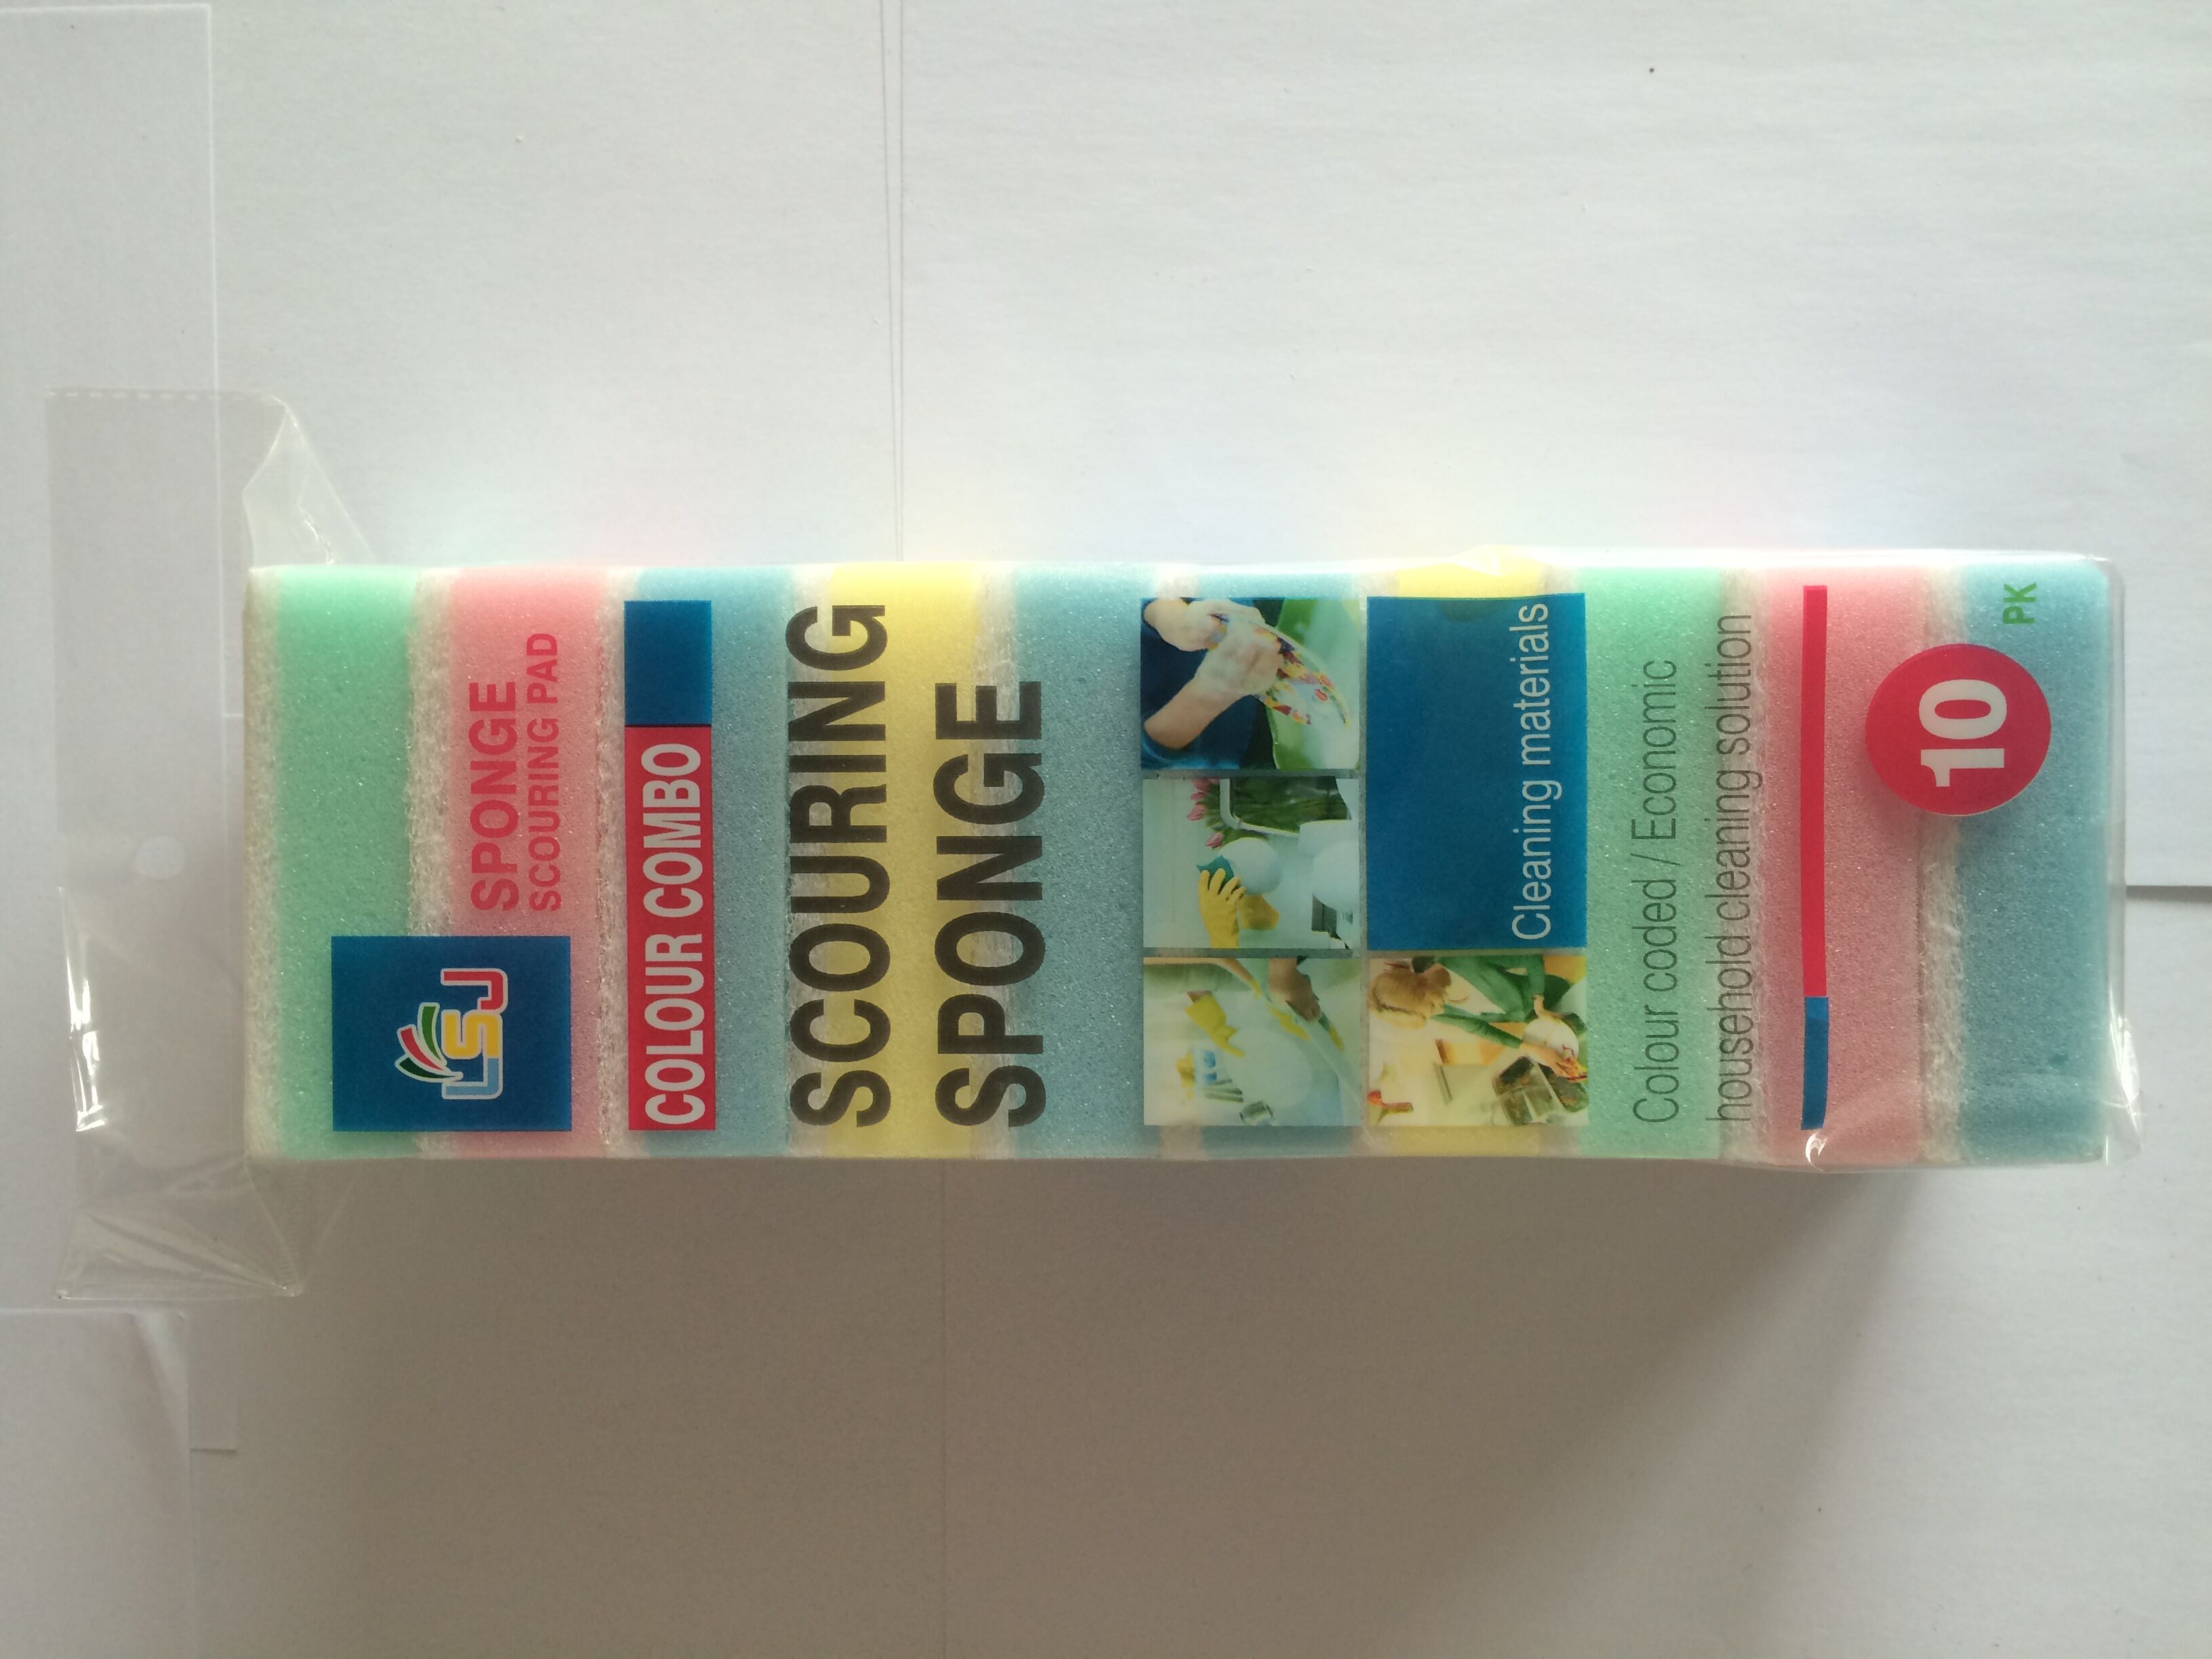 LSJ
SPONGE
SCOURING PAD
COLOUR COMBO
SCOURING
SPONGE
Cleaning materials
Colour coded / Economic
household cleaning solution
10
PK